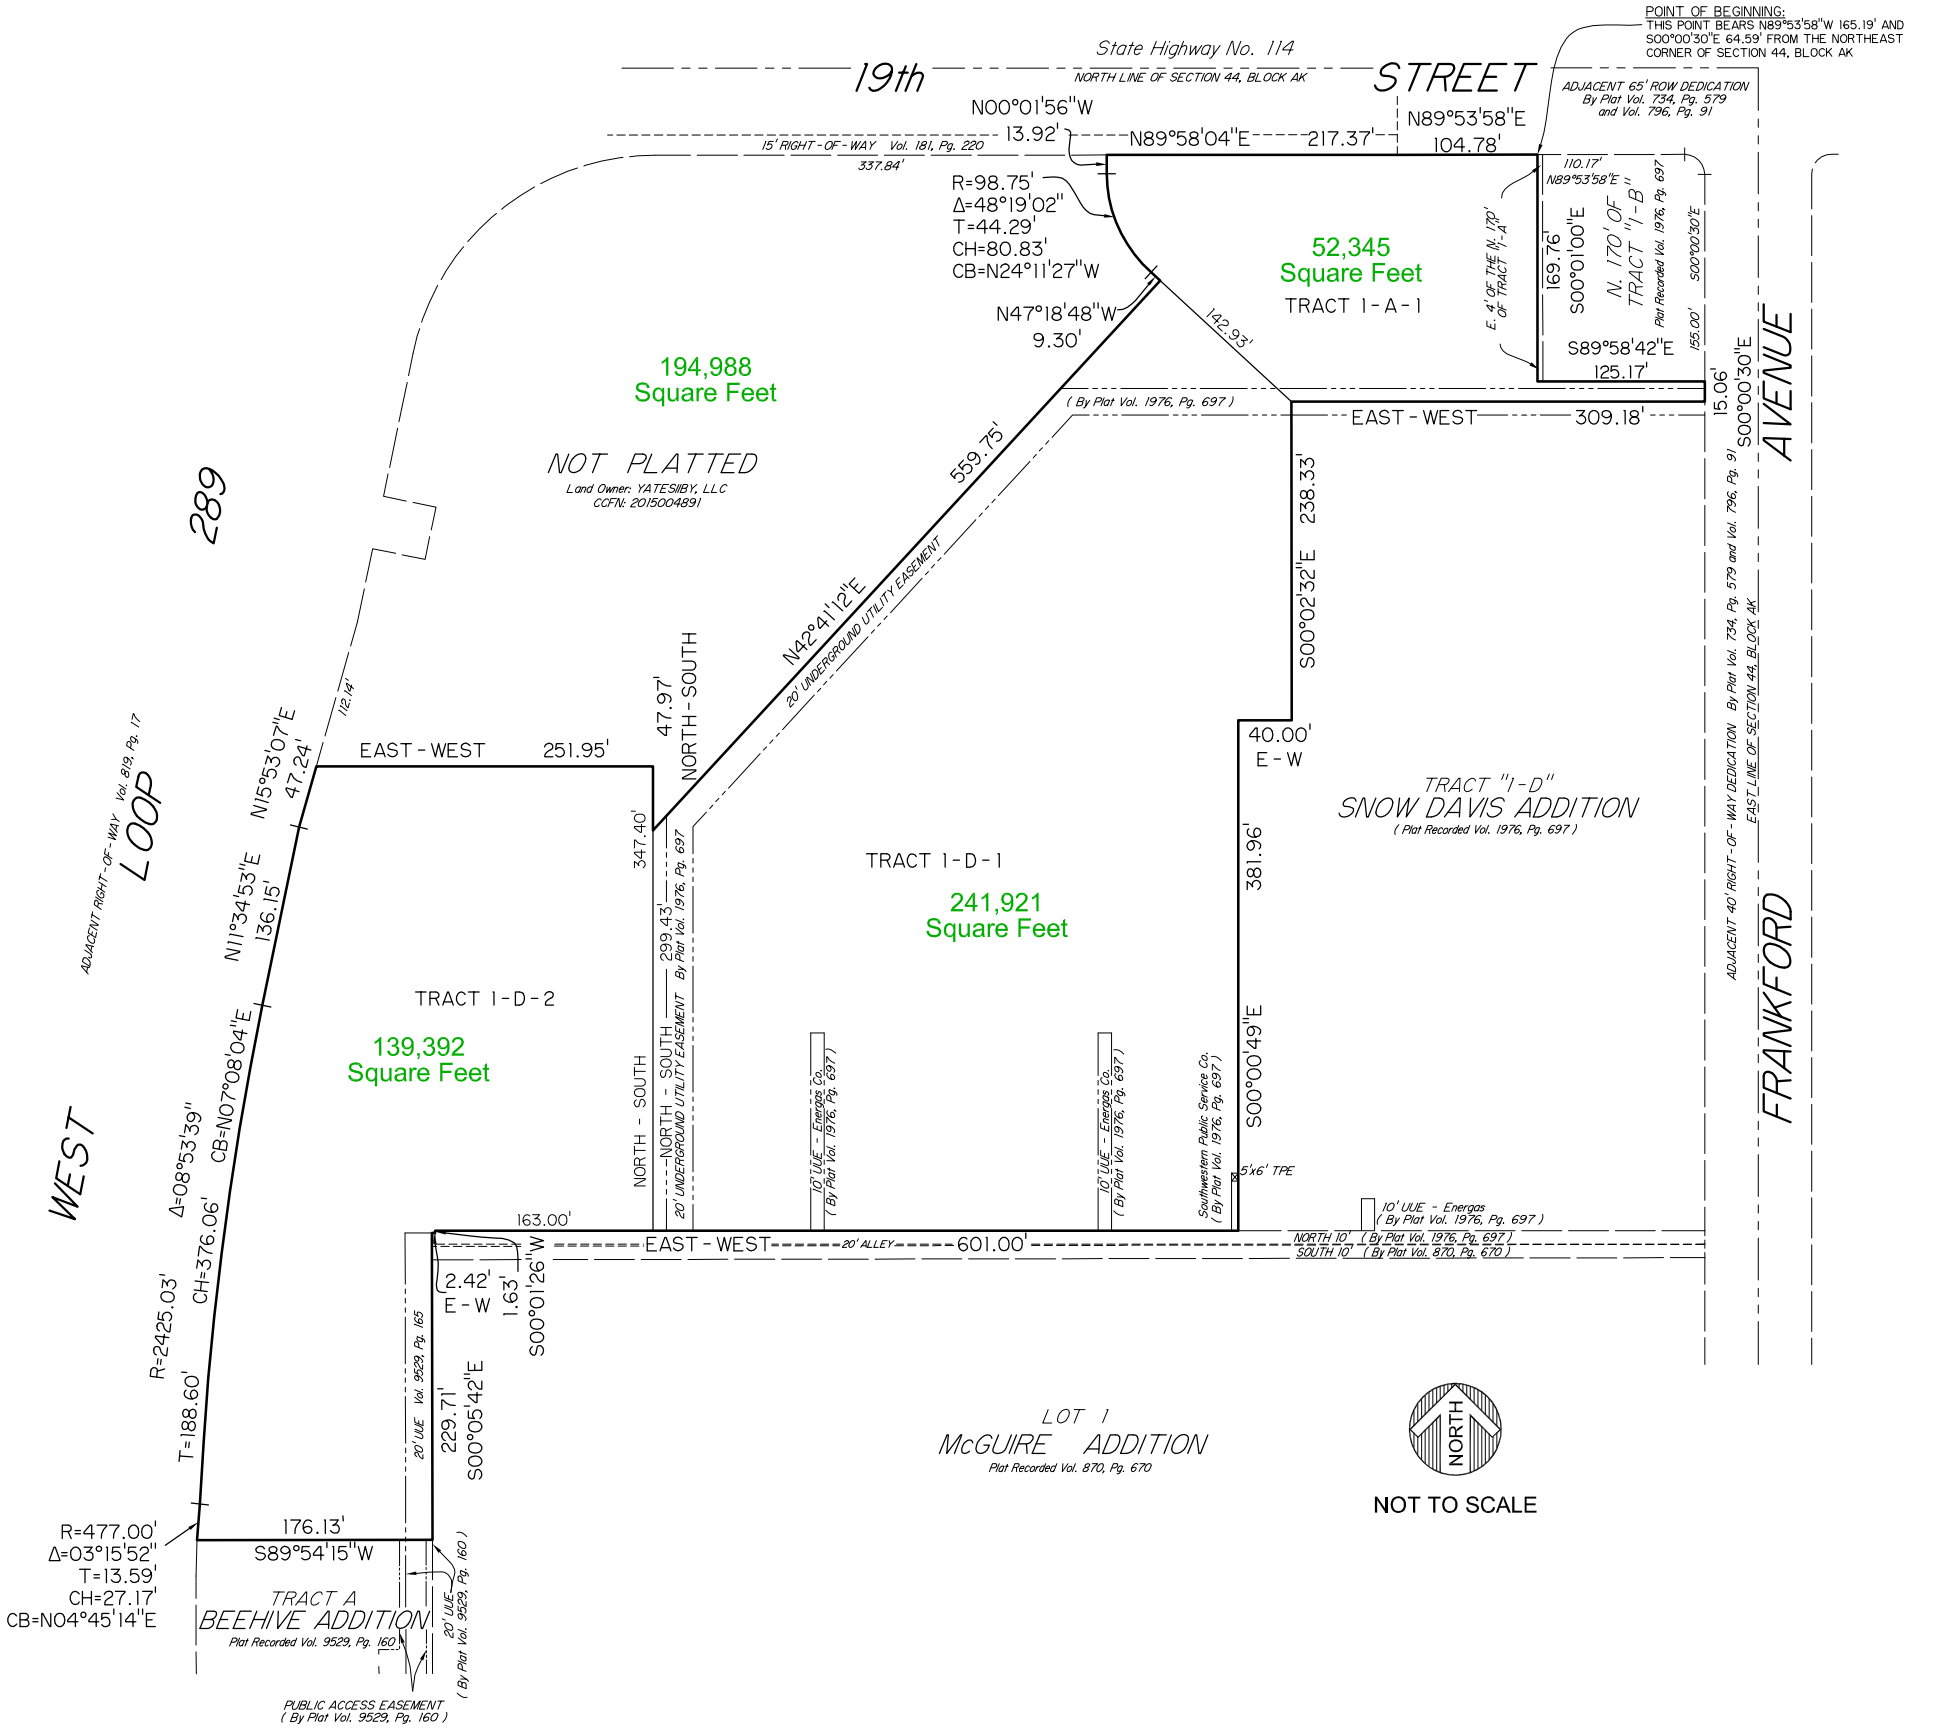 POINT OF BEGINNING:
THIS POINT BEARS N89°53'58"W 165.19' AND
S00°00'30"E 64.59' FROM THE NORTHEAST
CORNER OF SECTION 44, BLOCK AK
State Highway No. 114
19th STREET
NORTH LINE OF SECTION 44, BLOCK AK
ADJACENT 65' ROW DEDICATION
By Plat Vol. 734, Pg. 579
and Vol. 796, Pg. 91
N00°01'56"W
13.92'
N89°58'04"E
217.37'
N89°53'58"E
104.78'
15' RIGHT-OF-WAY Vol. 181, Pg. 220
337.84'
110.17'
N89°53'58"E
R=98.75'
Δ=48°19'02"
T=44.29'
CH=80.83'
CB=N24°11'27"W
N47°18'48"W
9.30'
52,345
Square Feet
TRACT 1-A-1
142.93'
E. 4' OF THE N. 170'
OF TRACT "1-A"
169.76'
S00°01'00"E
N. 170' OF
TRACT "1-B"
Plat Recorded Vol. 1976, Pg. 697
S00°00'30"E
155.00'
S89°58'42"E
125.17'
15.06'
S00°00'30"E
FRANKFORD AVENUE
194,988
Square Feet
NOT PLATTED
Land Owner: YATESIIBY, LLC
CCFN: 2015004891
( By Plat Vol. 1976, Pg. 697 )
EAST-WEST
309.18'
559.75'
N42°41'12"E
20' UNDERGROUND UTILITY EASEMENT
238.33'
S00°02'32"E
40.00'
E-W
ADJACENT 40' RIGHT-OF-WAY DEDICATION By Plat Vol. 734, Pg. 579 and Vol. 796, Pg. 91
EAST LINE OF SECTION 44, BLOCK AK
WEST LOOP 289
ADJACENT RIGHT-OF-WAY Vol. 819, Pg. 17
112.14'
N15°53'07"E
47.24'
EAST-WEST
251.95'
47.97'
NORTH-SOUTH
TRACT "1-D"
SNOW DAVIS ADDITION
( Plat Recorded Vol. 1976, Pg. 697 )
N11°34'53"E
136.15'
347.40'
NORTH - SOUTH
299.43'
NORTH - SOUTH
20' UNDERGROUND UTILITY EASEMENT By Plat Vol. 1976, Pg. 697
TRACT 1-D-1
241,921
Square Feet
381.96'
S00°00'49"E
TRACT 1-D-2
139,392
Square Feet
R=2425.03'
Δ=08°53'39"
T=188.60'
CH=376.06'
CB=N07°08'04"E
10' UUE - Energas Co.
( By Plat Vol. 1976, Pg. 697 )
10' UUE - Energas Co.
( By Plat Vol. 1976, Pg. 697 )
Southwestern Public Service Co.
( By Plat Vol. 1976, Pg. 697 )
5'x6' TPE
10' UUE - Energas
( By Plat Vol. 1976, Pg. 697 )
163.00'
EAST-WEST
20' ALLEY
601.00'
NORTH 10' ( By Plat Vol. 1976, Pg. 697 )
SOUTH 10' ( By Plat Vol. 870, Pg. 670 )
2.42'
E-W
1.63'
S00°01'26"W
20' UUE Vol. 9529, Pg. 165
229.71'
S00°05'42"E
LOT 1
McGUIRE ADDITION
Plat Recorded Vol. 870, Pg. 670
NORTH
NOT TO SCALE
R=477.00'
Δ=03°15'52"
T=13.59'
CH=27.17'
CB=N04°45'14"E
176.13'
S89°54'15"W
TRACT A
BEEHIVE ADDITION
Plat Recorded Vol. 9529, Pg. 160
20' UUE
( By Plat Vol. 9529, Pg. 160 )
PUBLIC ACCESS EASEMENT
( By Plat Vol. 9529, Pg. 160 )